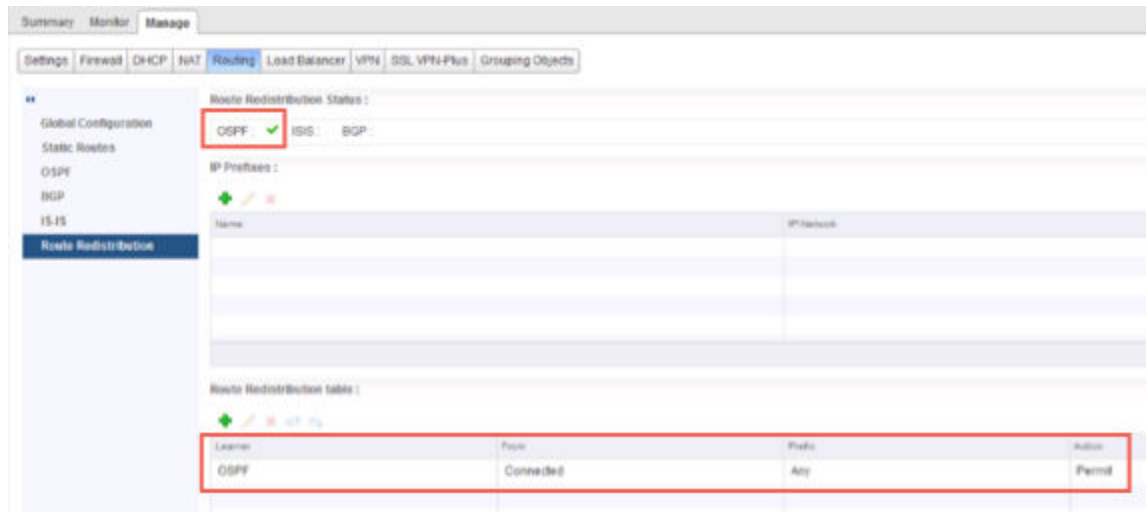 Summary Monitor Manage
Settings Firewall DHCP NAT Routing Load Balancer VPN SSL VPN-Plus Grouping Objects
Route Redistribution Status :
Global Configuration
OSPF : ISIS : BGP :
Static Routes
OSPF
IP Prefixes :
BGP
IS-IS
Name IP/Network
Route Redistribution
Route Redistribution table :
Learner From Prefix Action
OSPF Connected Any Permit